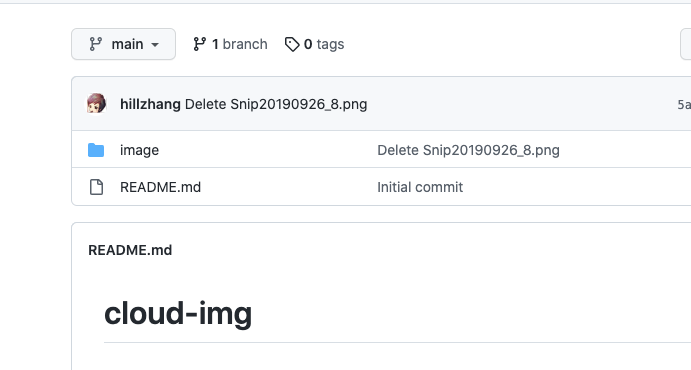 main 1 branch 0 tags
hillzhang Delete Snip20190926_8.png 5a
image Delete Snip20190926_8.png
README.md Initial commit
README.md
cloud-img